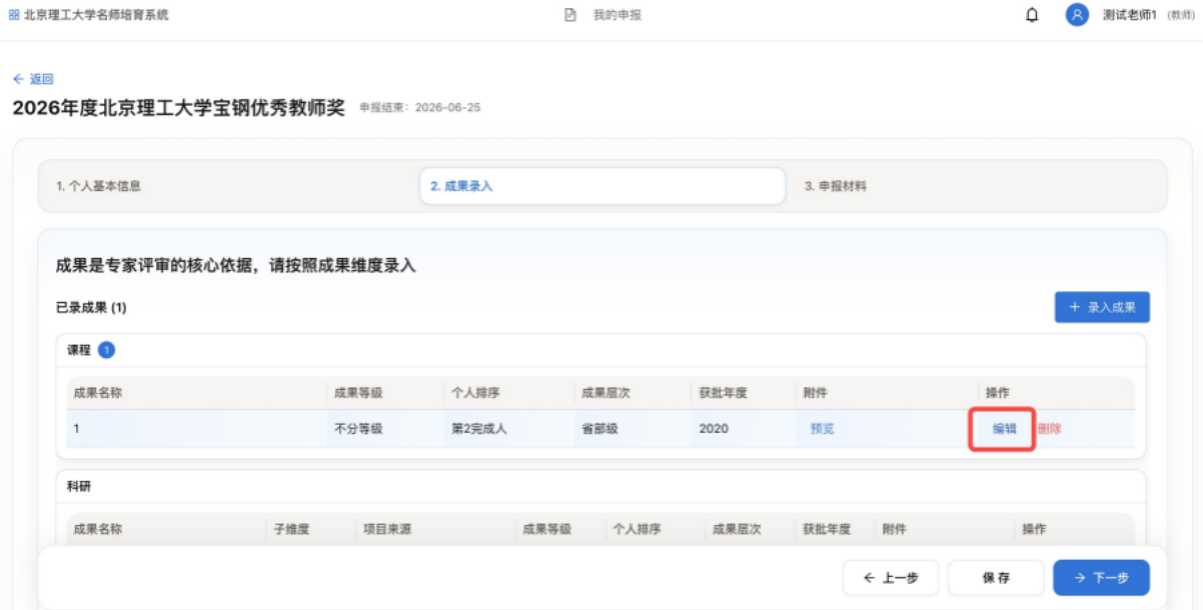 北京理工大学名师培育系统 我的申报 测试老师1 (教师)
← 返回
2026年度北京理工大学宝钢优秀教师奖 申报结束：2026-06-25
1. 个人基本信息 2. 成果录入 3. 申报材料
成果是专家评审的核心依据，请按照成果维度录入
已录成果 (1) + 录入成果
课程 1
成果名称 成果等级 个人排序 成果层次 获批年度 附件 操作
1 不分等级 第2完成人 省部级 2020 预览 编辑 删除
科研
成果名称 子维度 项目来源 成果等级 个人排序 成果层次 获批年度 附件 操作
← 上一步 保存 → 下一步